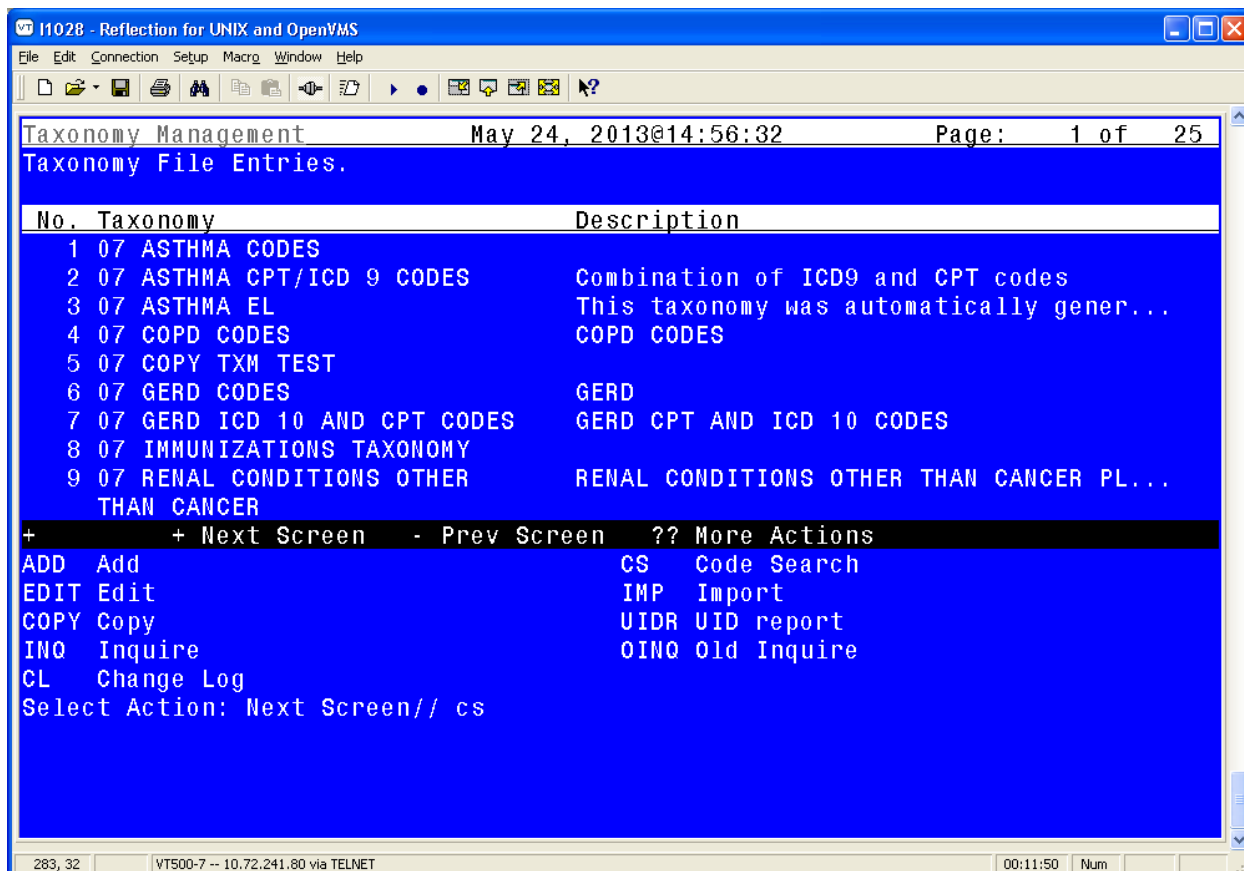 VT I1028 - Reflection for UNIX and OpenVMS
File Edit Connection Setup Macro Window Help
Taxonomy Management May 24, 2013@14:56:32 Page: 1 of 25
Taxonomy File Entries.
No. Taxonomy Description
1 07 ASTHMA CODES
2 07 ASTHMA CPT/ICD 9 CODES Combination of ICD9 and CPT codes
3 07 ASTHMA EL This taxonomy was automatically gener...
4 07 COPD CODES COPD CODES
5 07 COPY TXM TEST
6 07 GERD CODES GERD
7 07 GERD ICD 10 AND CPT CODES GERD CPT AND ICD 10 CODES
8 07 IMMUNIZATIONS TAXONOMY
9 07 RENAL CONDITIONS OTHER RENAL CONDITIONS OTHER THAN CANCER PL...
THAN CANCER
+ + Next Screen - Prev Screen ?? More Actions
ADD Add CS Code Search
EDIT Edit IMP Import
COPY Copy UIDR UID report
INQ Inquire OINQ Old Inquire
CL Change Log
Select Action: Next Screen// cs
283, 32 VT500-7 -- 10.72.241.80 via TELNET 00:11:50 Num